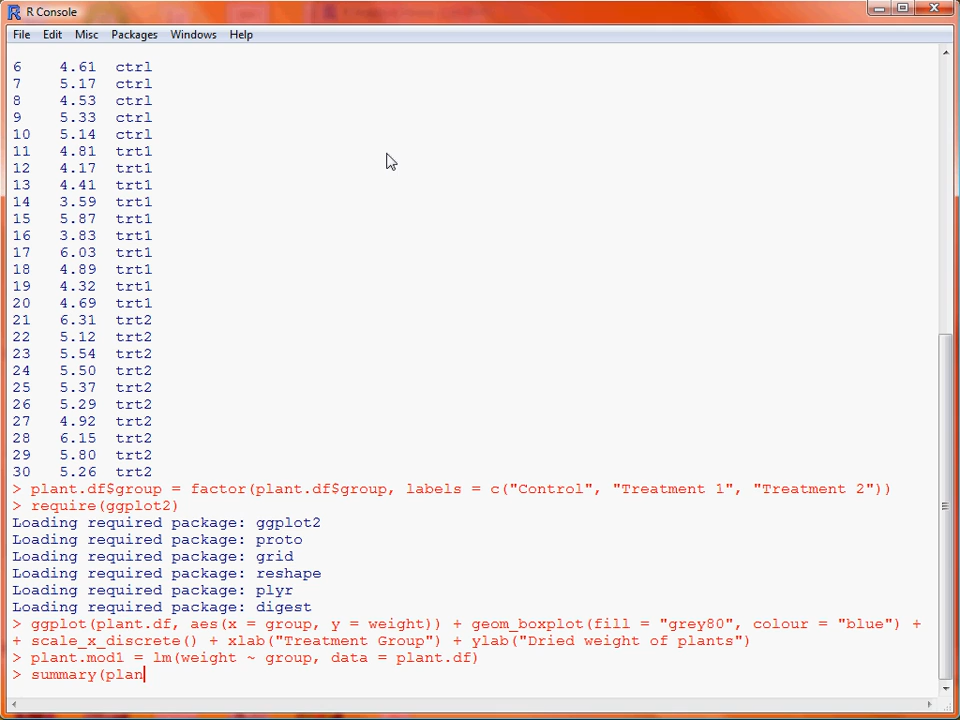 R Console
File Edit Misc Packages Windows Help
6 4.61 ctrl
7 5.17 ctrl
8 4.53 ctrl
9 5.33 ctrl
10 5.14 ctrl
11 4.81 trt1
12 4.17 trt1
13 4.41 trt1
14 3.59 trt1
15 5.87 trt1
16 3.83 trt1
17 6.03 trt1
18 4.89 trt1
19 4.32 trt1
20 4.69 trt1
21 6.31 trt2
22 5.12 trt2
23 5.54 trt2
24 5.50 trt2
25 5.37 trt2
26 5.29 trt2
27 4.92 trt2
28 6.15 trt2
29 5.80 trt2
30 5.26 trt2
> plant.df$group = factor(plant.df$group, labels = c("Control", "Treatment 1", "Treatment 2"))
> require(ggplot2)
Loading required package: ggplot2
Loading required package: proto
Loading required package: grid
Loading required package: reshape
Loading required package: plyr
Loading required package: digest
> ggplot(plant.df, aes(x = group, y = weight)) + geom_boxplot(fill = "grey80", colour = "blue") +
+ scale_x_discrete() + xlab("Treatment Group") + ylab("Dried weight of plants")
> plant.mod1 = lm(weight ~ group, data = plant.df)
> summary(plan